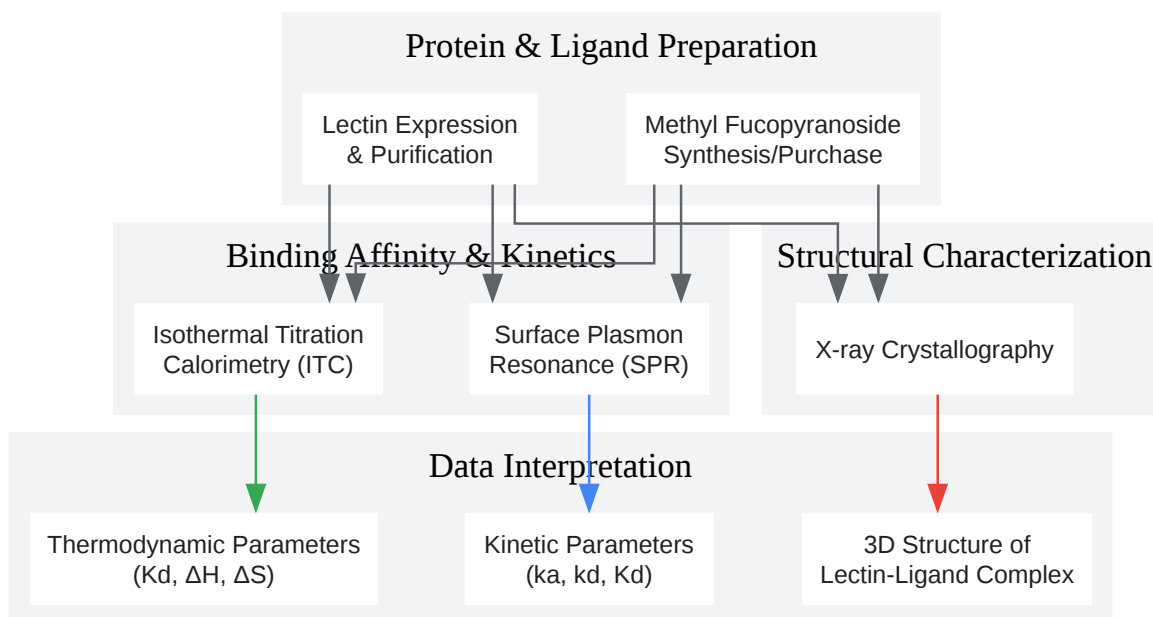 Protein & Ligand Preparation
Lectin Expression
& Purification
Methyl Fucopyranoside
Synthesis/Purchase
Binding Affinity & Kinetics
Structural Characterization
Isothermal Titration
Calorimetry (ITC)
Surface Plasmon
Resonance (SPR)
X-ray Crystallography
Data Interpretation
Thermodynamic Parameters
(Kd, ΔH, ΔS)
Kinetic Parameters
(ka, kd, Kd)
3D Structure of
Lectin-Ligand Complex